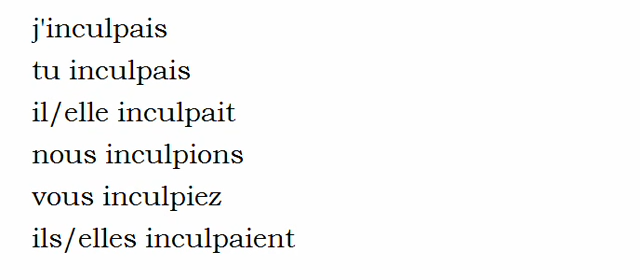 j'inculpais
tu inculpais
il/elle inculpait
nous inculpions
vous inculpiez
ils/elles inculpaient